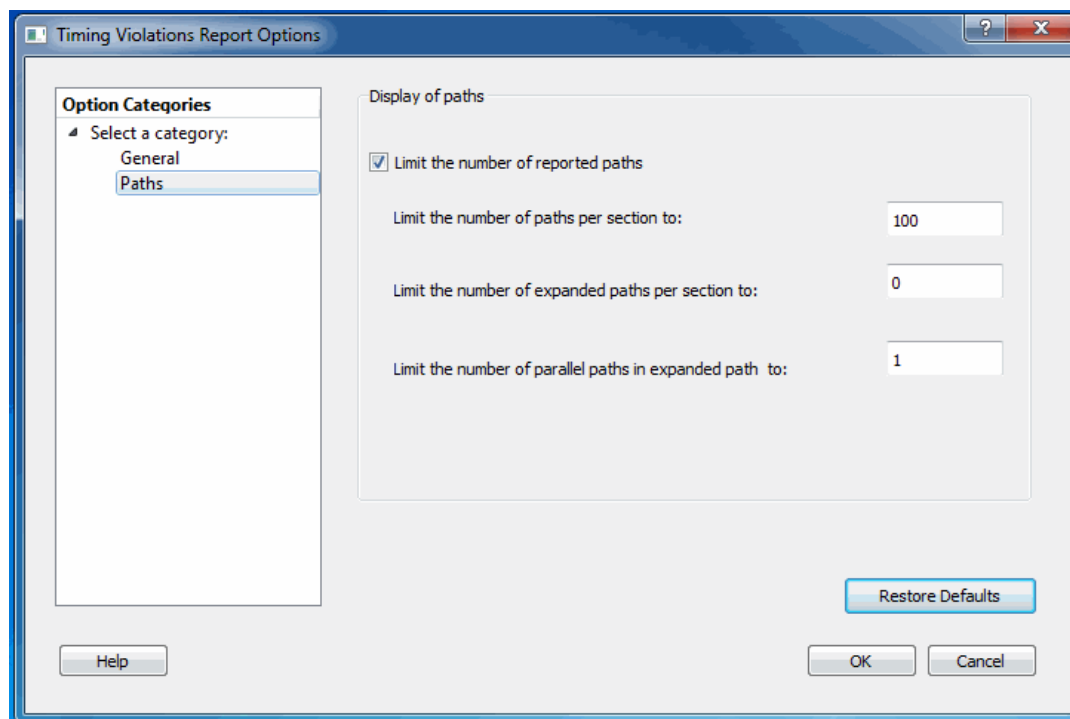 Timing Violations Report Options
?
X
Option Categories
Select a category:
General
Paths
Display of paths
Limit the number of reported paths
Limit the number of paths per section to:
100
Limit the number of expanded paths per section to:
0
Limit the number of parallel paths in expanded path to:
1
Restore Defaults
Help
OK
Cancel